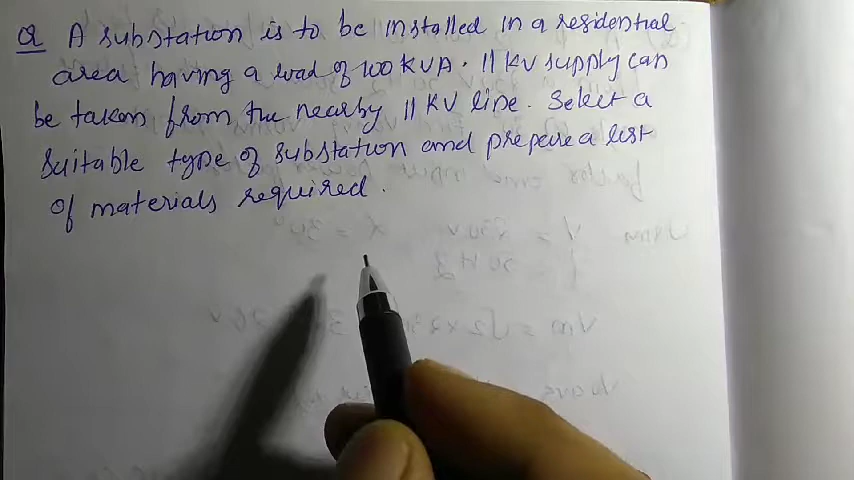 Q A substation is to be installed in a residential
area having a load of 100 KVA. 11 KV supply can
be taken from the nearby 11 KV line. Select a
suitable type of substation and prepare a list
of materials required.